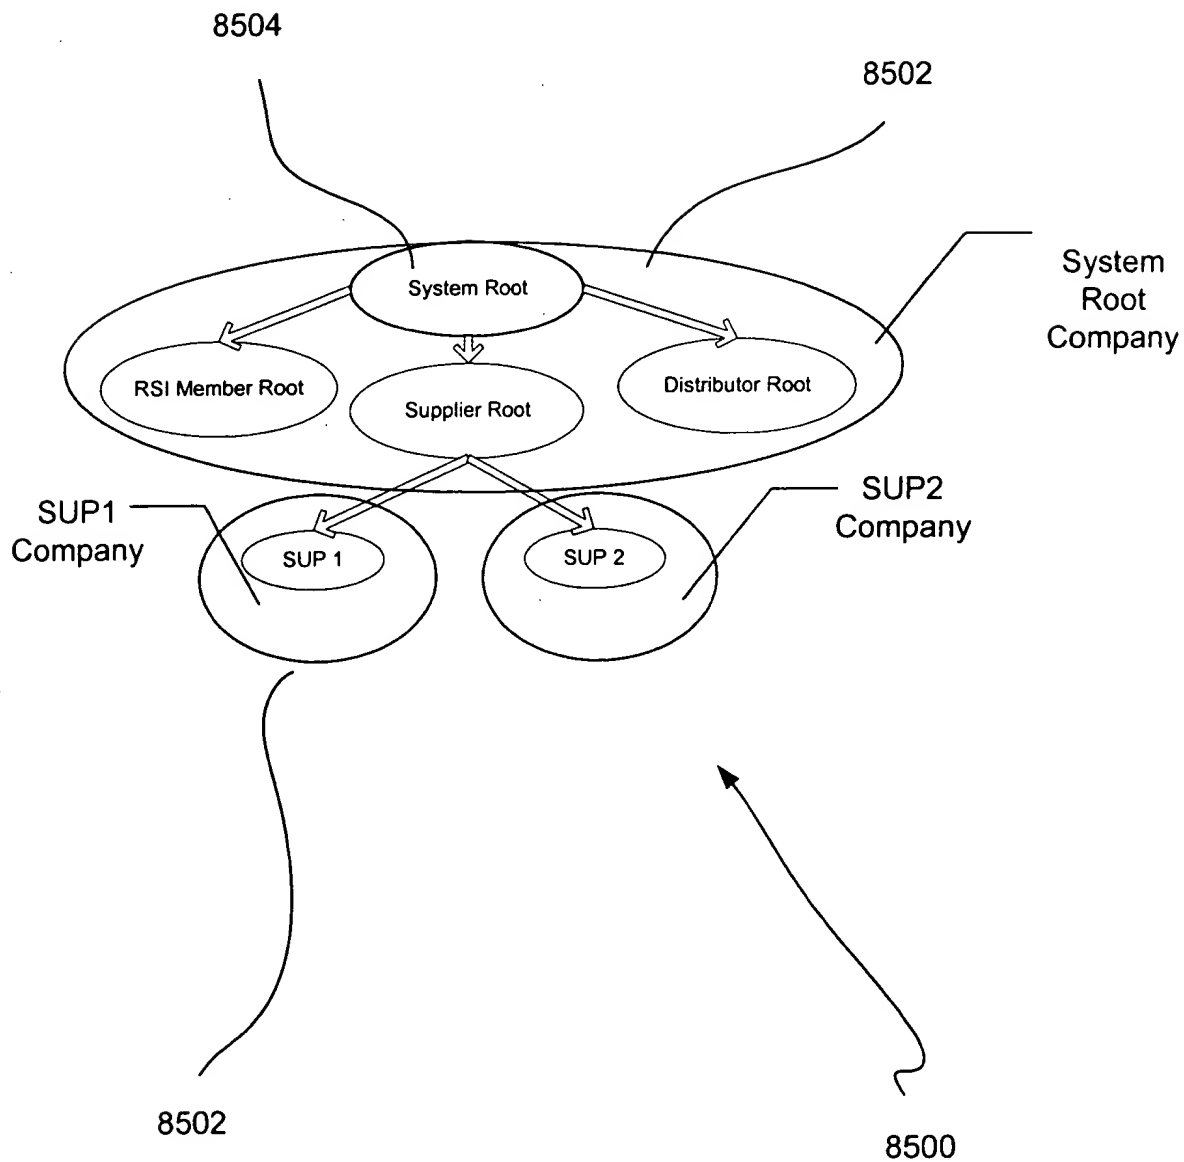 8504
8502
System Root
System
Root
Company
RSI Member Root
Supplier Root
Distributor Root
SUP1
Company
SUP2
Company
SUP 1
SUP 2
8502
8500